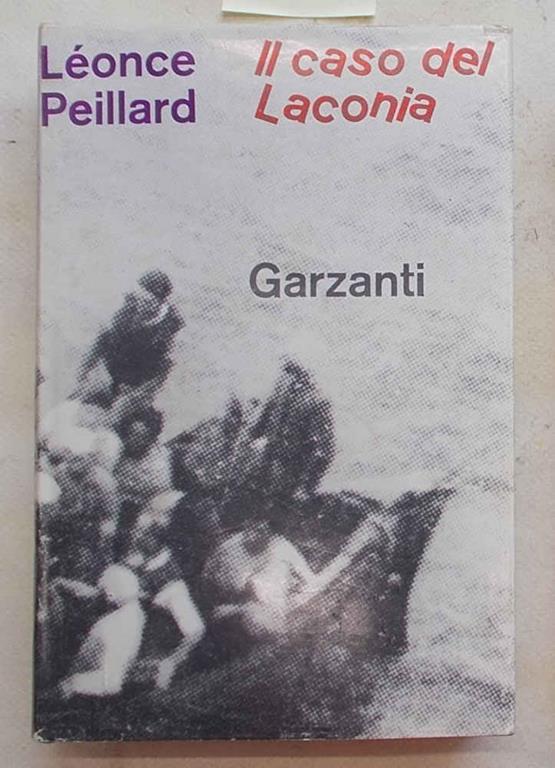 Léonce
Peillard
Il caso del
Laconia
Garzanti